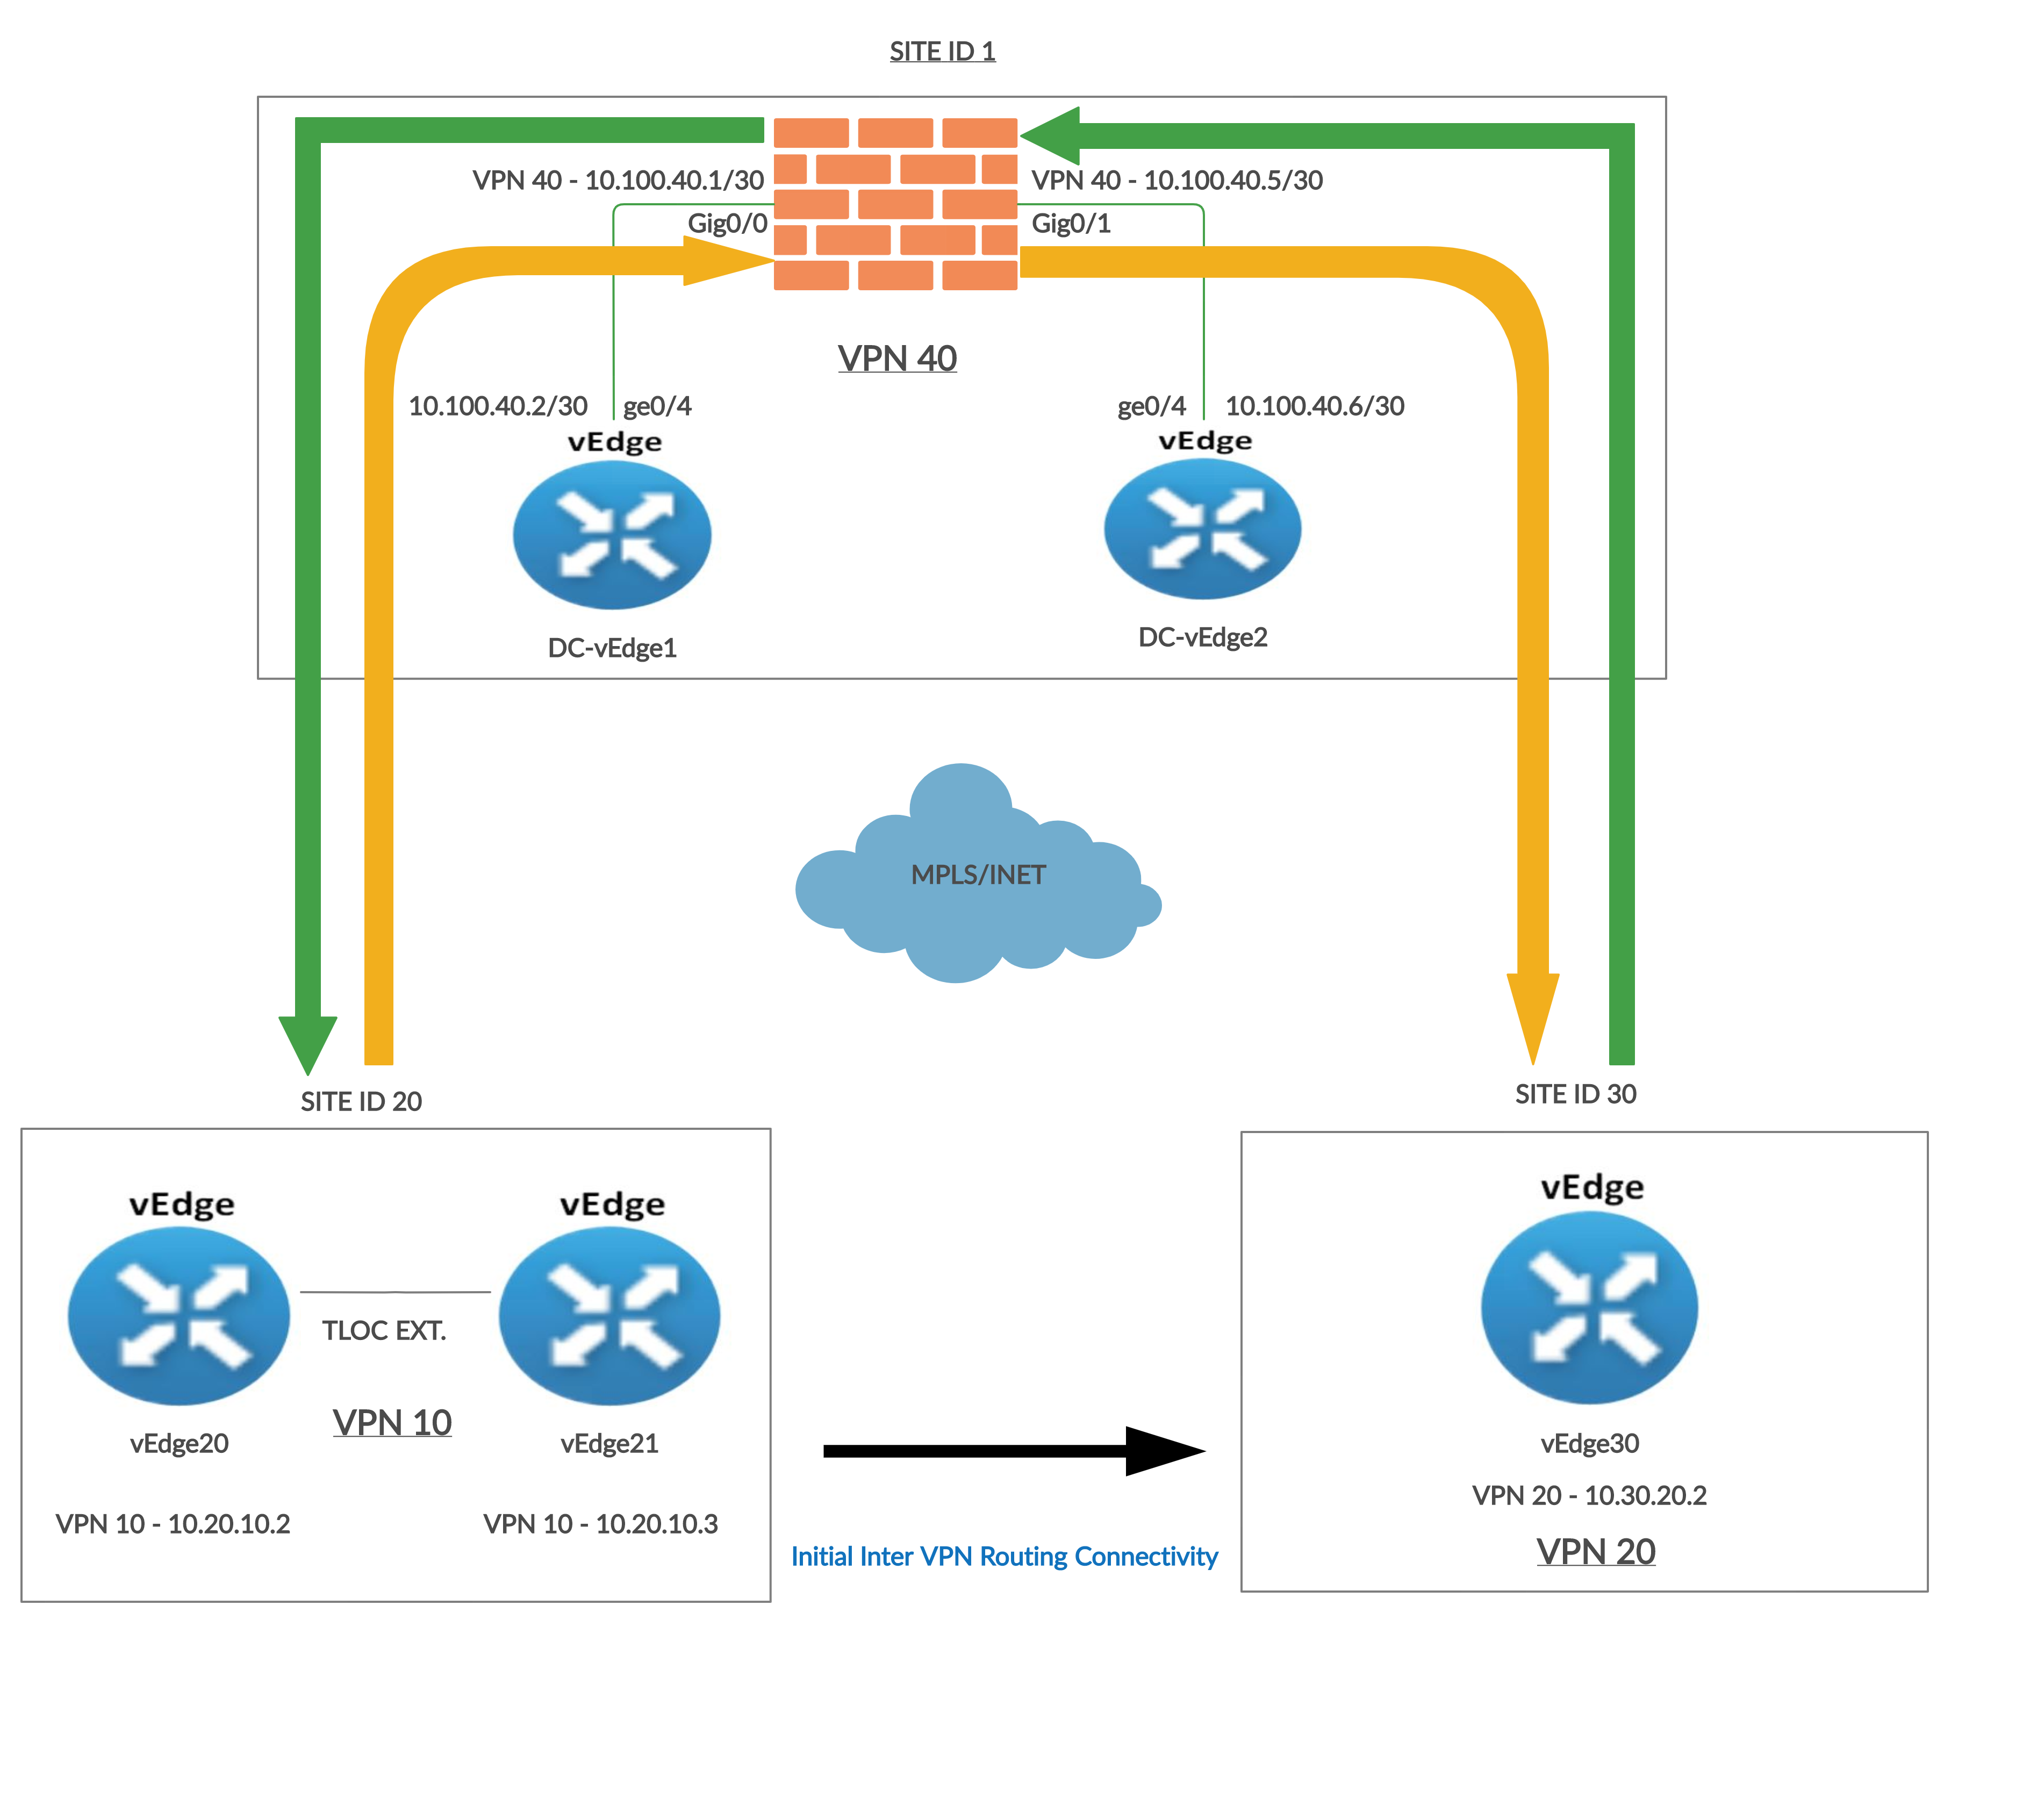 SITE ID 1
VPN 40 - 10.100.40.1/30
VPN 40 - 10.100.40.5/30
Gig0/0
Gig0/1
VPN 40
10.100.40.2/30
ge0/4
ge0/4
10.100.40.6/30
vEdge
vEdge
DC-vEdge1
DC-vEdge2
MPLS/INET
SITE ID 20
SITE ID 30
vEdge
vEdge
vEdge
TLOC EXT.
VPN 10
vEdge20
vEdge21
vEdge30
VPN 20 - 10.30.20.2
VPN 10 - 10.20.10.2
VPN 10 - 10.20.10.3
Initial Inter VPN Routing Connectivity
VPN 20